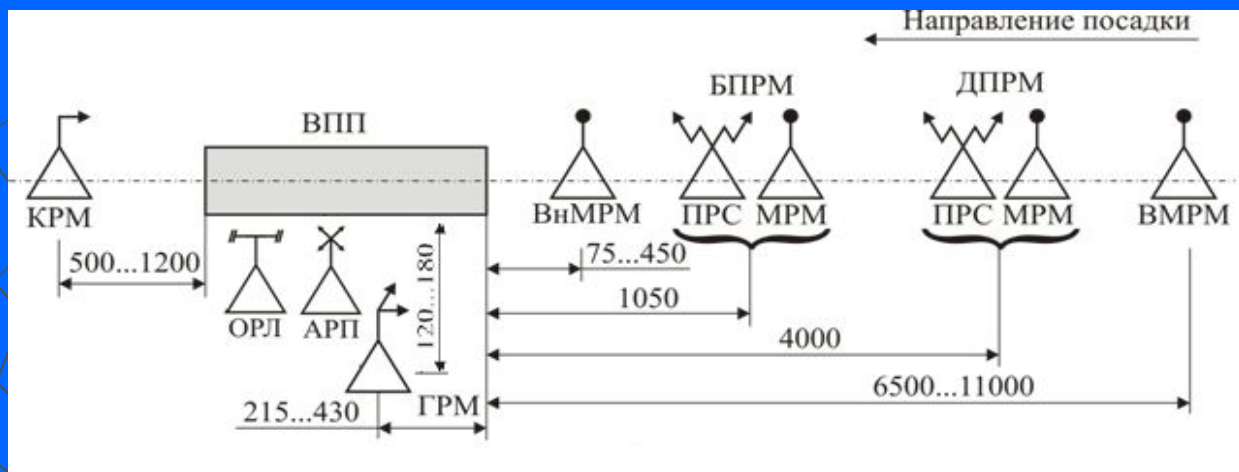 Направление посадки
БПРМ
ДПРМ
ВПП
КРМ
ВнМРМ
ПРС
МРМ
ПРС
МРМ
ВМРМ
500...1200
120...180
75...450
ОРЛ
АРП
1050
4000
6500...11000
215...430
ГРМ